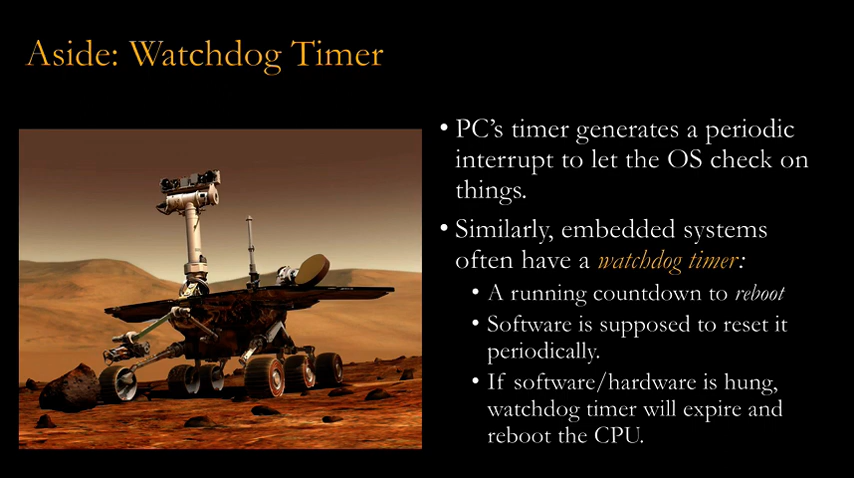 Aside: Watchdog Timer
• PC's timer generates a periodic
interrupt to let the OS check on
things.
• Similarly, embedded systems
often have a watchdog timer:
• A running countdown to reboot
• Software is supposed to reset it
periodically.
• If software/hardware is hung,
watchdog timer will expire and
reboot the CPU.